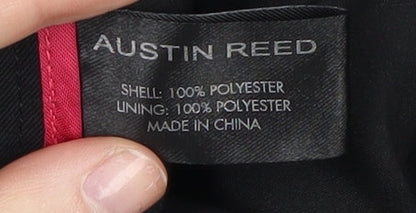 AUSTIN REED
SHELL: 100% POLYESTER
LINING: 100% POLYESTER
MADE IN CHINA